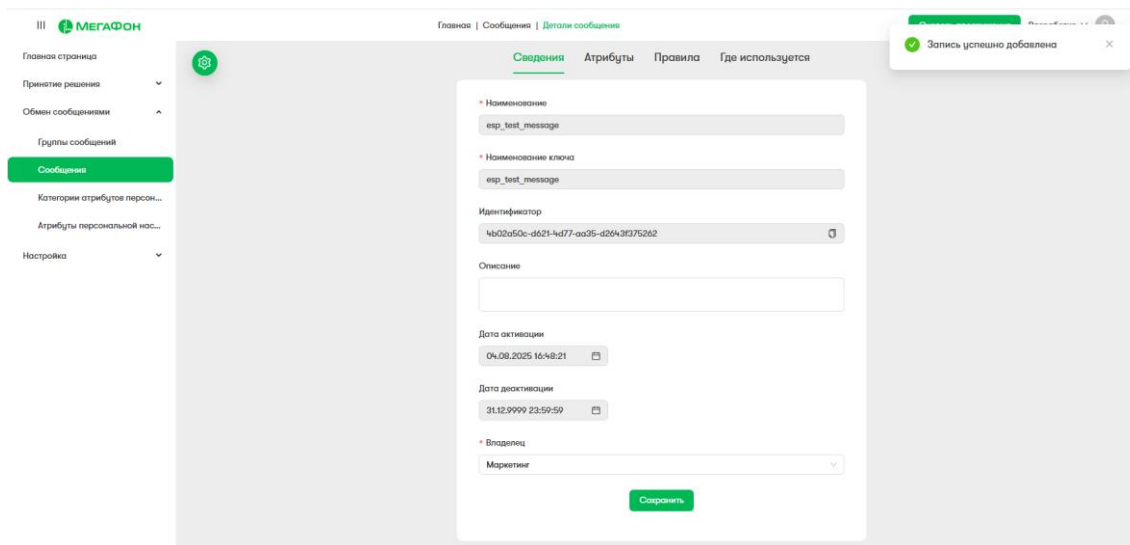 МЕГАФОН
Главная | Сообщения | Детали сообщения
Запись успешно добавлена
Главная страница
Принятие решения
Обмен сообщениями
Группы сообщений
Сообщения
Категории атрибутов персон...
Атрибуты персональной нас...
Настройка
Сведения Атрибуты Правила Где используется
* Наименование
esp_test_message
* Наименование ключа
esp_test_message
Идентификатор
4b02a50c-d621-4d77-aa35-d2643f375262
Описание
Дата активации
04.08.2025 16:48:21
Дата деактивации
31.12.9999 23:59:59
* Владелец
Маркетинг
Сохранить